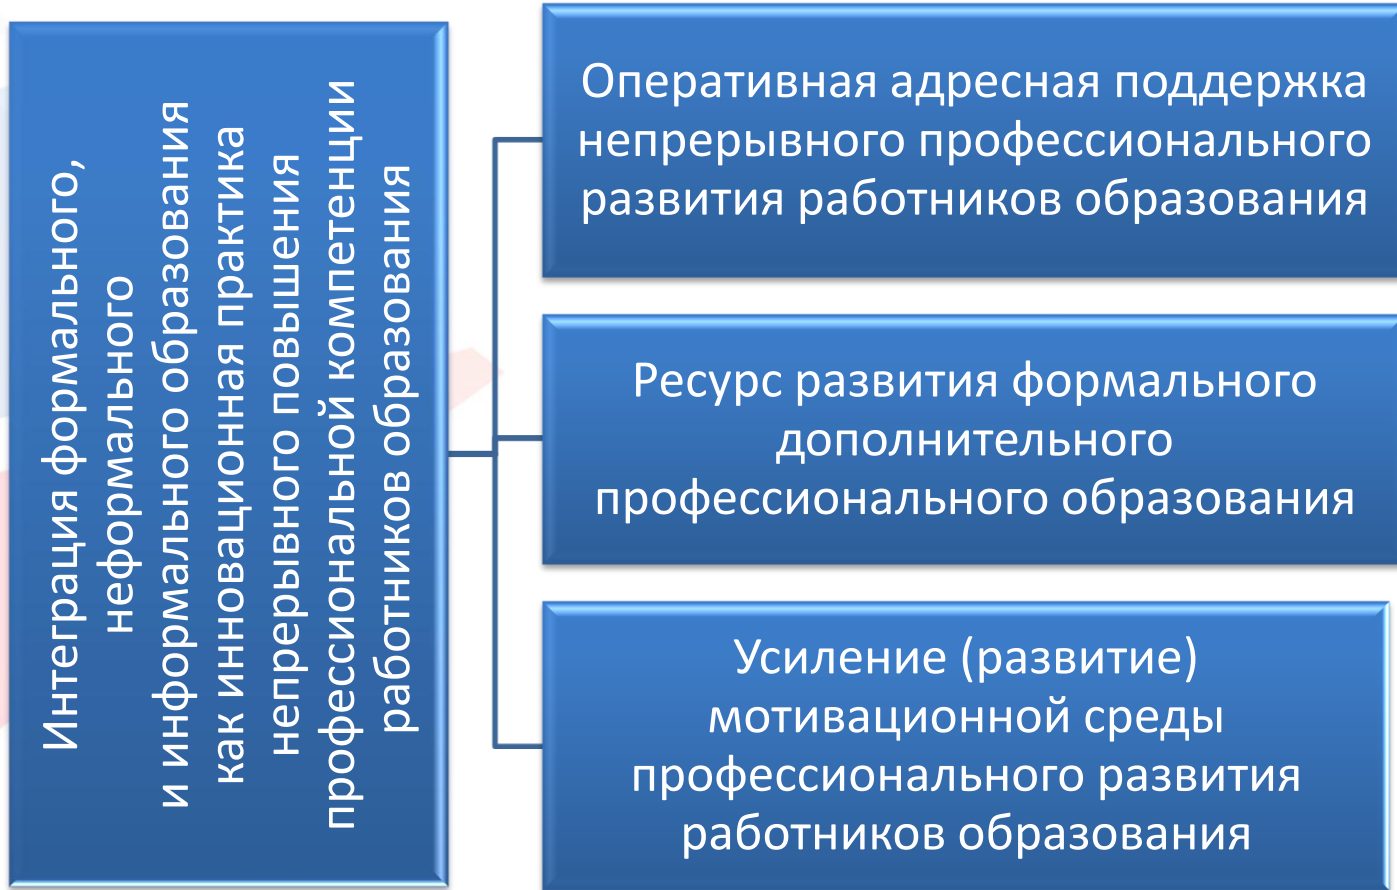 Интеграция формального,
неформального
и информального образования
как инновационная практика
непрерывного повышения
профессиональной компетенции
работников образования
Оперативная адресная поддержка
непрерывного профессионального
развития работников образования
Ресурс развития формального
дополнительного
профессионального образования
Усиление (развитие)
мотивационной среды
профессионального развития
работников образования